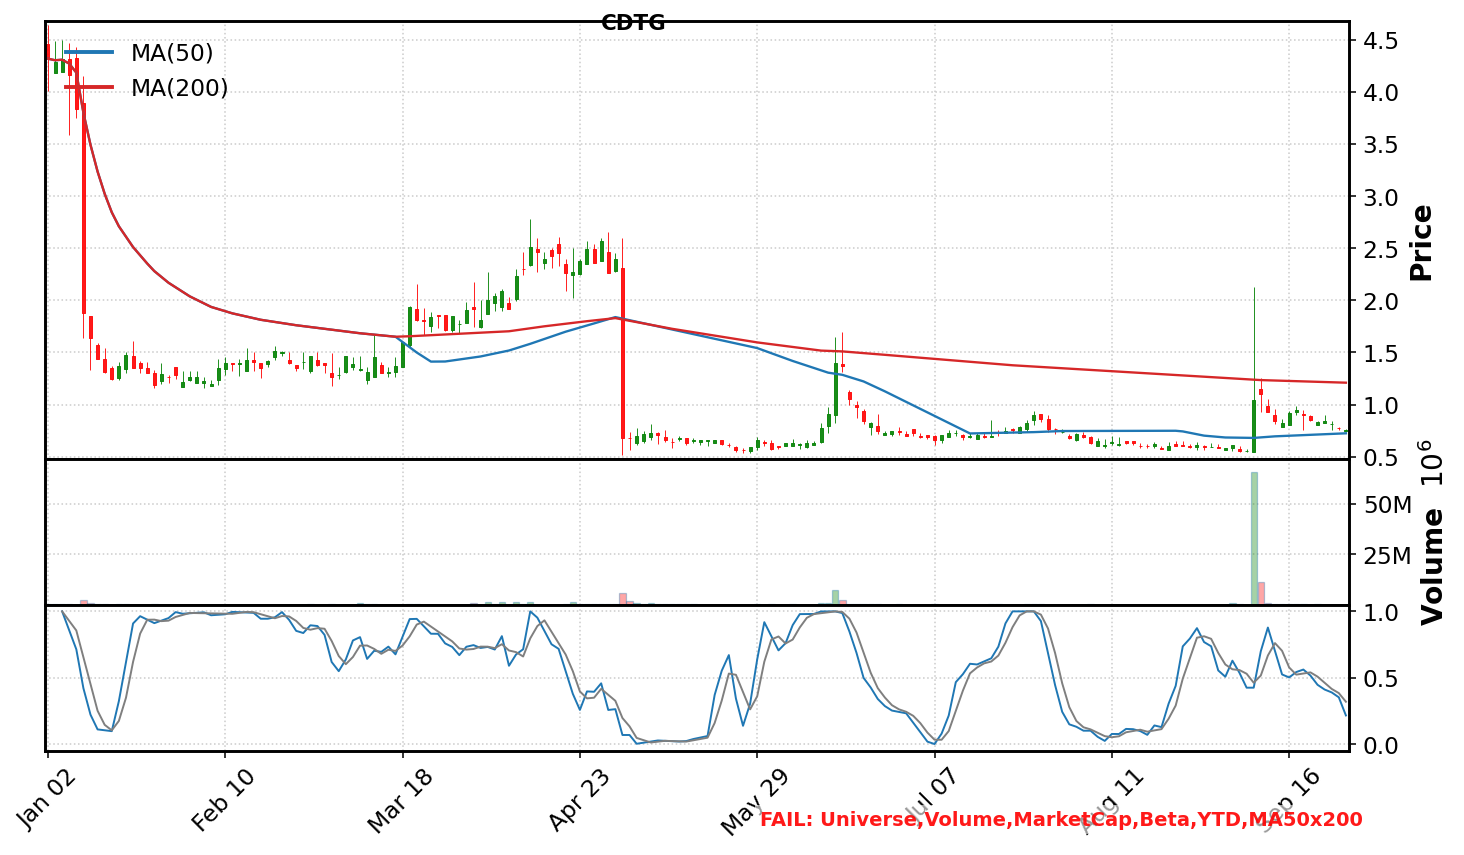 CDTG
MA(50)
MA(200)
4.5
4.0
3.5
3.0
2.5
2.0
1.5
1.0
0.5
Price
50M
25M
Volume 10^6
1.0
0.5
0.0
Jan 02
Feb 10
Mar 18
Apr 23
May 29
Jul 07
Aug 11
Sep 16
FAIL: Universe,Volume,MarketCap,Beta,YTD,MA50x200